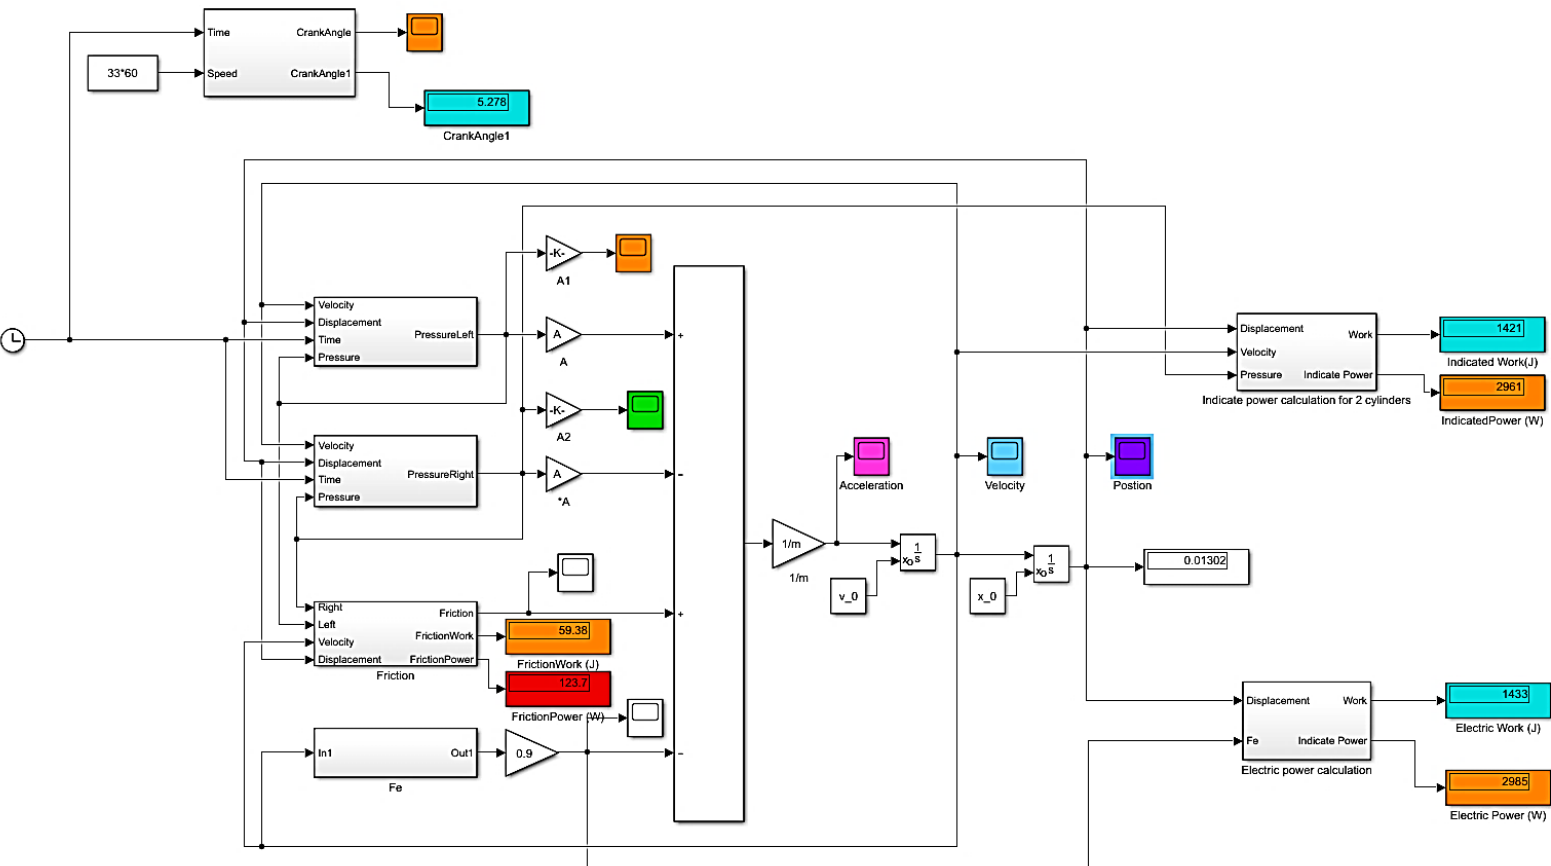 Time
CrankAngle
33*60
Speed
CrankAngle1
5.278
CrankAngle1
-K-
A1
Velocity
Displacement
Time
Pressure
PressureLeft
A
A
+
-K-
A2
Velocity
Displacement
Time
Pressure
PressureRight
A
*A
-
1/m
1/m
Acceleration
v_0
1
s
xo
Velocity
x_0
1
s
xo
Postion
0.01302
Displacement
Velocity
Pressure
Work
Indicate Power
Indicate power calculation for 2 cylinders
1421
Indicated Work(J)
2961
IndicatedPower (W)
Right
Left
Velocity
Displacement
Friction
FrictionWork
FrictionPower
Friction
+
59.38
FrictionWork (J)
123.7
FrictionPower (W)
In1
Out1
Fe
0.9
-
Displacement
Fe
Work
Indicate Power
Electric power calculation
1433
Electric Work (J)
2985
Electric Power (W)